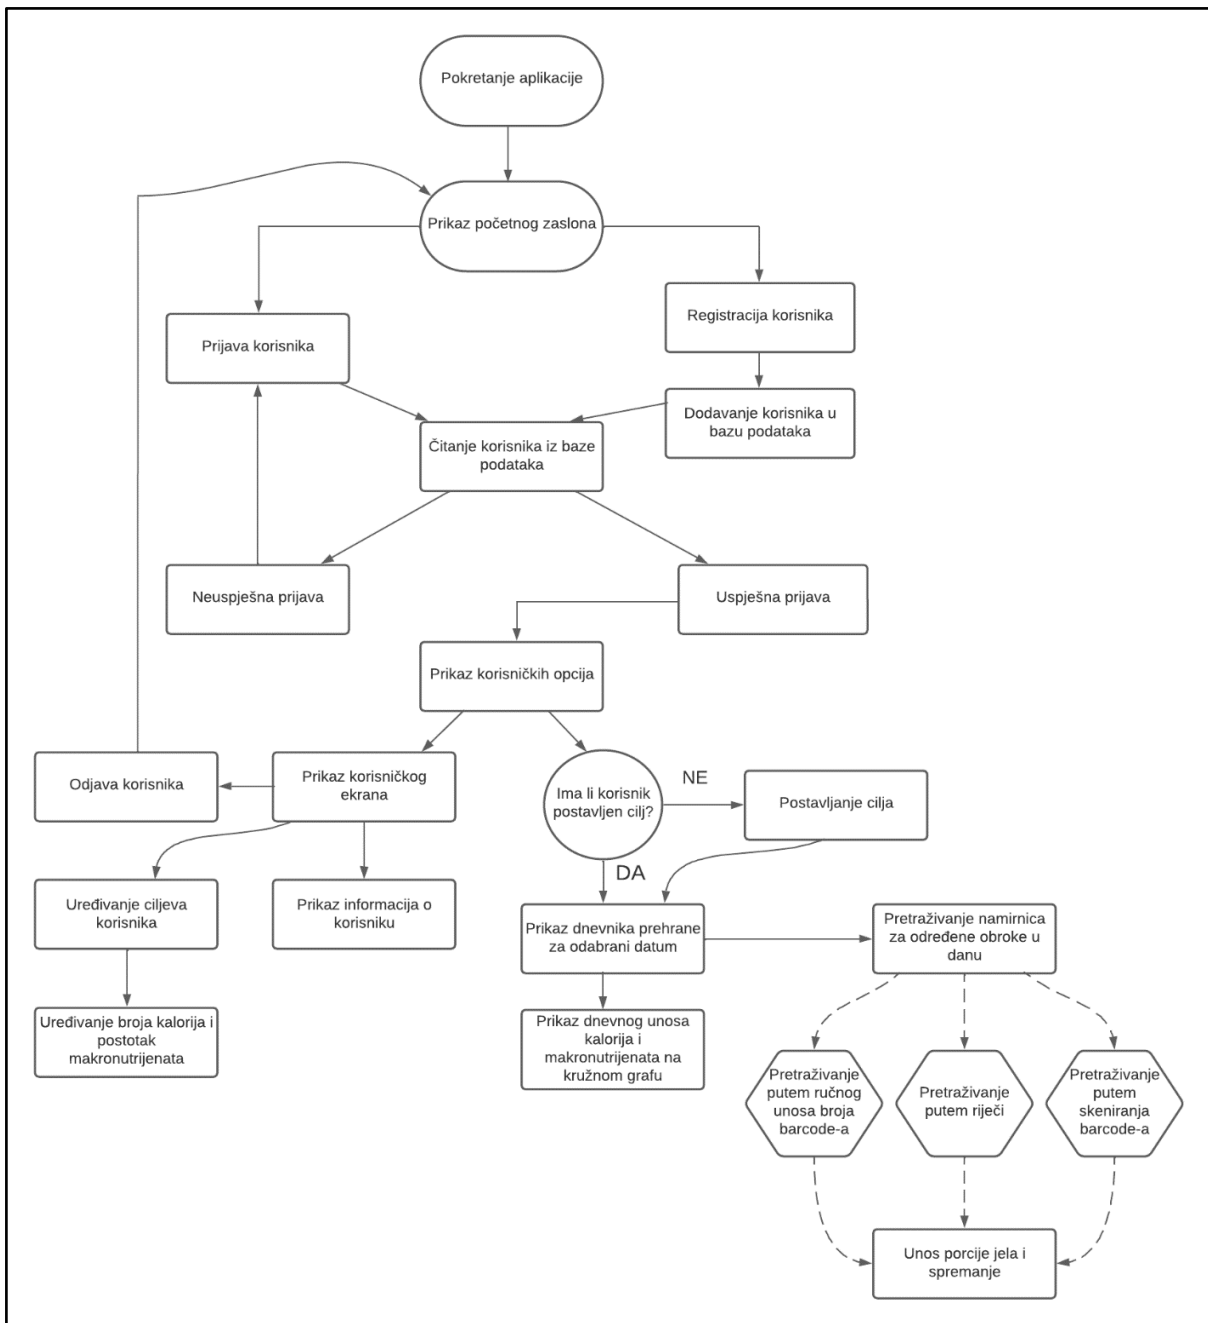 Pokretanje aplikacije
Prikaz početnog zaslona
Registracija korisnika
Prijava korisnika
Dodavanje korisnika u
bazu podataka
Čitanje korisnika iz baze
podataka
Neuspješna prijava
Uspješna prijava
Prikaz korisničkih opcija
Odjava korisnika
Prikaz korisničkog
ekrana
Ima li korisnik
postavljen cilj?
NE
Postavljanje cilja
DA
Uređivanje ciljeva
korisnika
Prikaz informacija o
korisniku
Prikaz dnevnika prehrane
za odabrani datum
Pretraživanje namirnica
za određene obroke u
danu
Uređivanje broja kalorija i
postotak
makronutrijenata
Prikaz dnevnog unosa
kalorija i
makronutrijenata na
kružnom grafu
Pretraživanje
putem ručnog
unosa broja
barcode-a
Pretraživanje
putem riječi
Pretraživanje
putem
skeniranja
barcode-a
Unos porcije jela i
spremanje